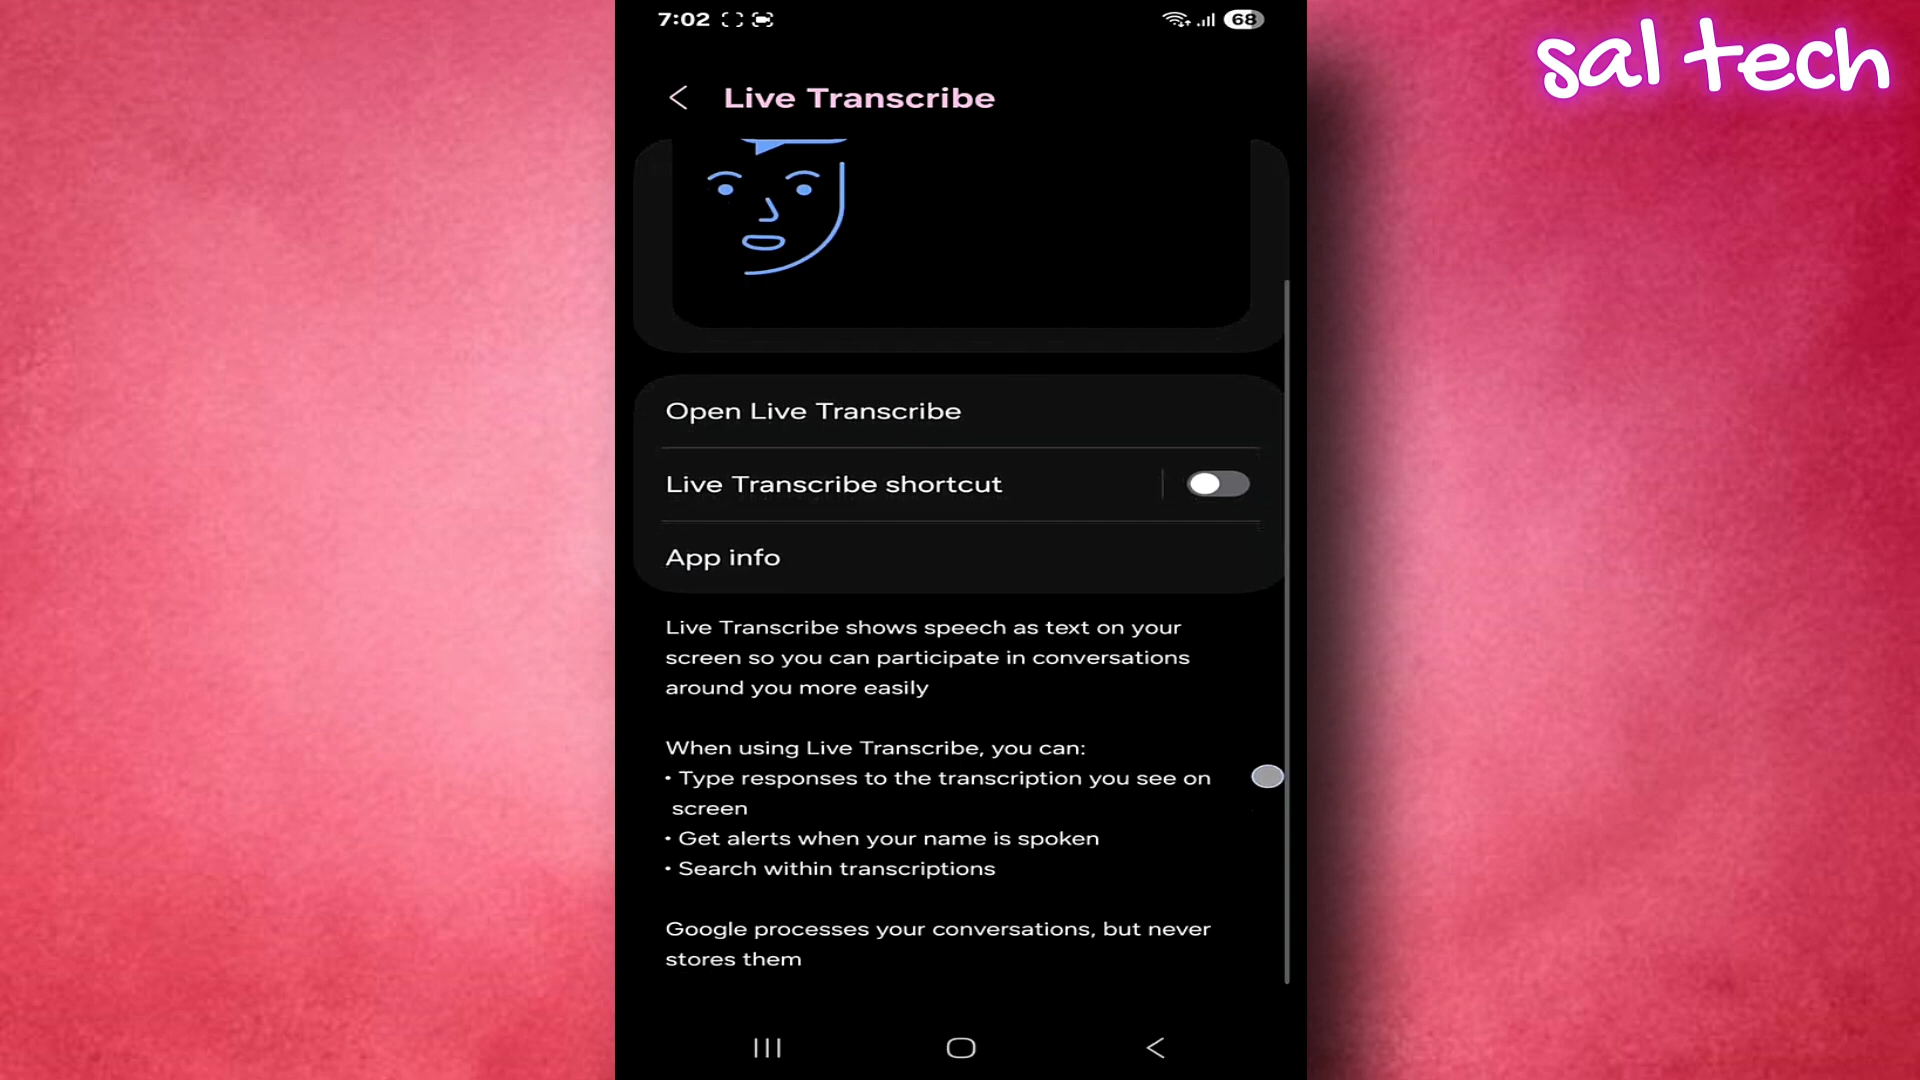 7:02
68
sal tech
Live Transcribe
Open Live Transcribe
Live Transcribe shortcut
App info
Live Transcribe shows speech as text on your
screen so you can participate in conversations
around you more easily
When using Live Transcribe, you can:
• Type responses to the transcription you see on
screen
• Get alerts when your name is spoken
• Search within transcriptions
Google processes your conversations, but never
stores them